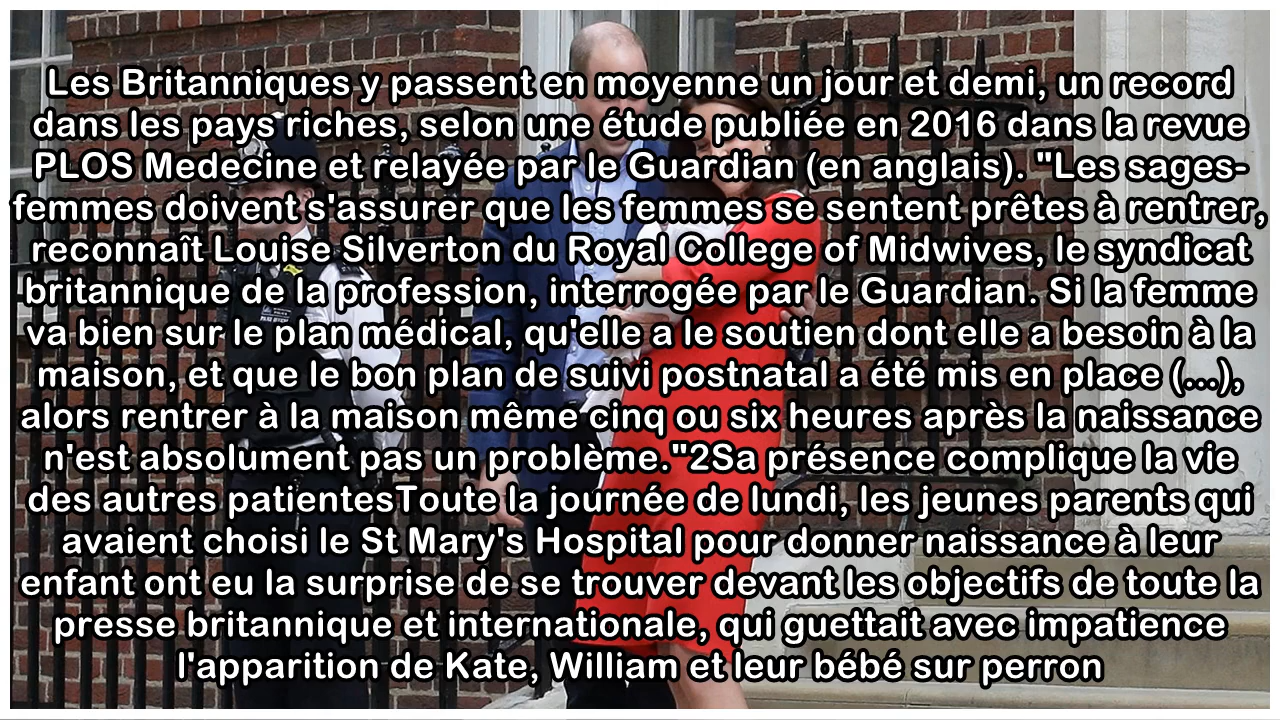 Les Britanniques y passent en moyenne un jour et demi, un record
dans les pays riches, selon une étude publiée en 2016 dans la revue
PLOS Medecine et relayée par le Guardian (en anglais). "Les sages-
femmes doivent s'assurer que les femmes se sentent prêtes à rentrer,
reconnaît Louise Silverton du Royal College of Midwives, le syndicat
britannique de la profession, interrogée par le Guardian. Si la femme
va bien sur le plan médical, qu'elle a le soutien dont elle a besoin à la
maison, et que le bon plan de suivi postnatal a été mis en place (...),
alors rentrer à la maison même cinq ou six heures après la naissance
n'est absolument pas un problème."2Sa présence complique la vie
des autres patientesToute la journée de lundi, les jeunes parents qui
avaient choisi le St Mary's Hospital pour donner naissance à leur
enfant ont eu la surprise de se trouver devant les objectifs de toute la
presse britannique et internationale, qui guettait avec impatience
l'apparition de Kate, William et leur bébé sur perron